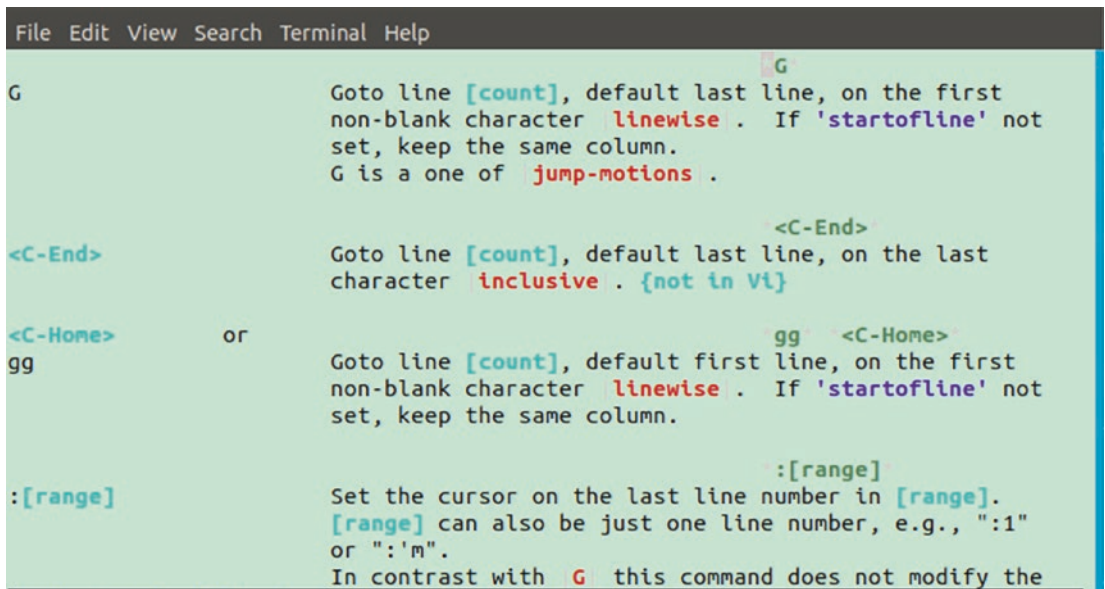 File Edit View Search Terminal Help
*G*
G Goto line [count], default last line, on the first
non-blank character |linewise|. If 'startofline' not
set, keep the same column.
G is a one of |jump-motions|.
*<C-End>*
<C-End> Goto line [count], default last line, on the last
character |inclusive|. {not in Vi}
<C-Home> or *gg* *<C-Home>*
gg Goto line [count], default first line, on the first
non-blank character |linewise|. If 'startofline' not
set, keep the same column.
*:[range]*
:[range] Set the cursor on the last line number in [range].
[range] can also be just one line number, e.g., ":1"
or ":'m".
In contrast with |G| this command does not modify the